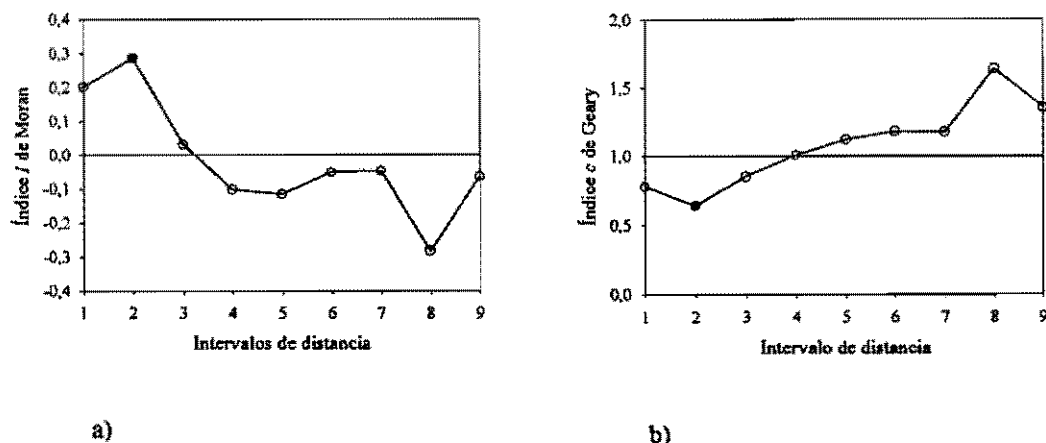 Índice I de Moran
0,4
0,3
0,2
0,1
0,0
-0,1
-0,2
-0,3
-0,4
1 2 3 4 5 6 7 8 9
Intervalos de distancia
a)
Índice c de Geary
2,0
1,5
1,0
0,5
0,0
1 2 3 4 5 6 7 8 9
Intervalo de distancia
b)